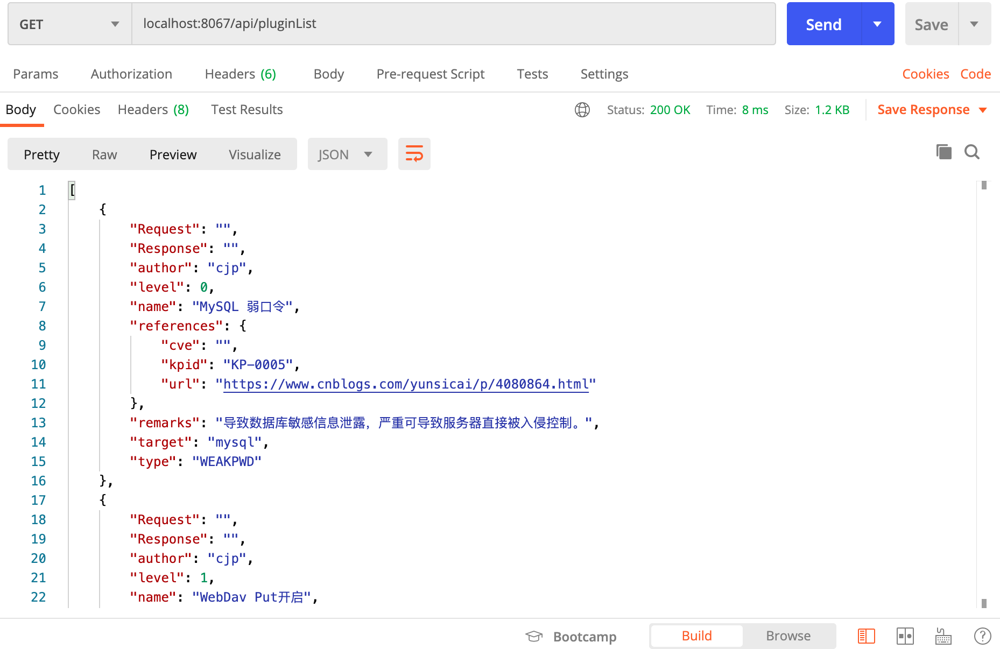 GET localhost:8067/api/pluginList Send Save
Params Authorization Headers (6) Body Pre-request Script Tests Settings Cookies Code
Body Cookies Headers (8) Test Results Status: 200 OK Time: 8 ms Size: 1.2 KB Save Response
Pretty Raw Preview Visualize JSON
1 [
2 {
3 "Request": "",
4 "Response": "",
5 "author": "cjp",
6 "level": 0,
7 "name": "MySQL 弱口令",
8 "references": {
9 "cve": "",
10 "kpid": "KP-0005",
11 "url": "https://www.cnblogs.com/yunsicai/p/4080864.html"
12 },
13 "remarks": "导致数据库敏感信息泄露，严重可导致服务器直接被入侵控制。",
14 "target": "mysql",
15 "type": "WEAKPWD"
16 },
17 {
18 "Request": "",
19 "Response": "",
20 "author": "cjp",
21 "level": 1,
22 "name": "WebDav Put开启",
Bootcamp Build Browse